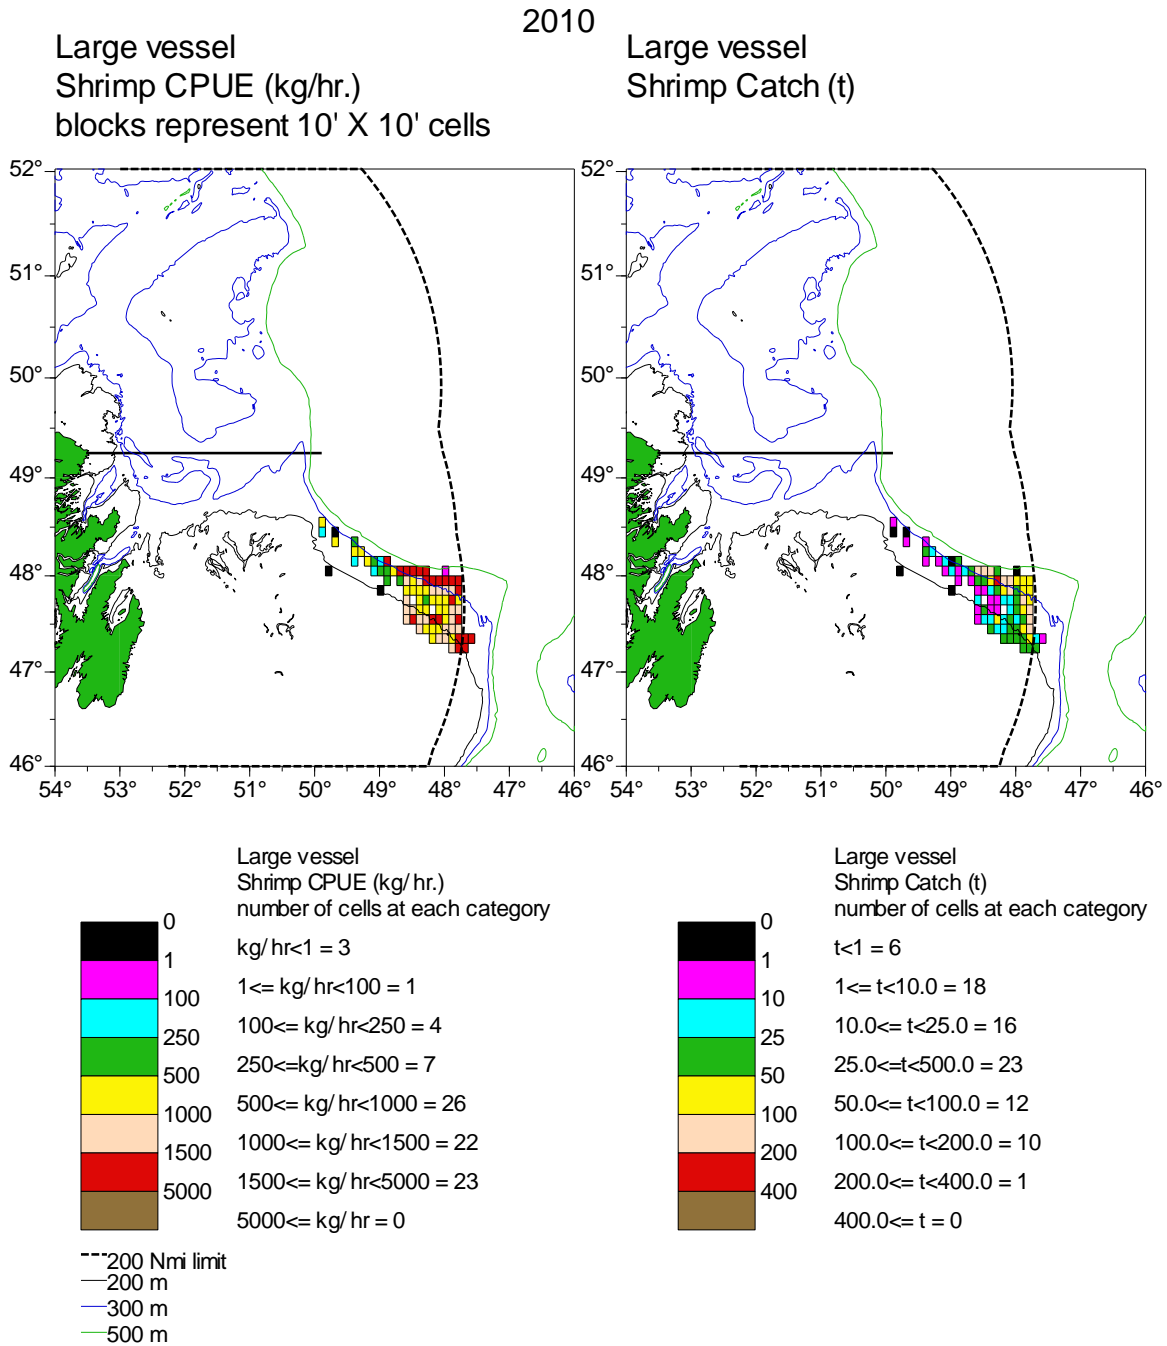 2010
Large vessel
Shrimp CPUE (kg/hr.)
blocks represent 10' X 10' cells
Large vessel
Shrimp Catch (t)
52°
51°
50°
49°
48°
47°
46°
54° 53° 52° 51° 50° 49° 48° 47° 46°
52°
51°
50°
49°
48°
47°
46°
54° 53° 52° 51° 50° 49° 48° 47° 46°
Large vessel
Shrimp CPUE (kg/hr.)
number of cells at each category
0
kg/hr<1 = 3
1
1<= kg/hr<100 = 1
100
100<= kg/hr<250 = 4
250
250<=kg/hr<500 = 7
500
500<= kg/hr<1000 = 26
1000
1000<= kg/hr<1500 = 22
1500
1500<= kg/hr<5000 = 23
5000
5000<= kg/hr = 0
200 Nmi limit
200 m
300 m
500 m
Large vessel
Shrimp Catch (t)
number of cells at each category
0
t<1 = 6
1
1<= t<10.0 = 18
10
10.0<= t<25.0 = 16
25
25.0<=t<500.0 = 23
50
50.0<= t<100.0 = 12
100
100.0<= t<200.0 = 10
200
200.0<= t<400.0 = 1
400
400.0<= t = 0